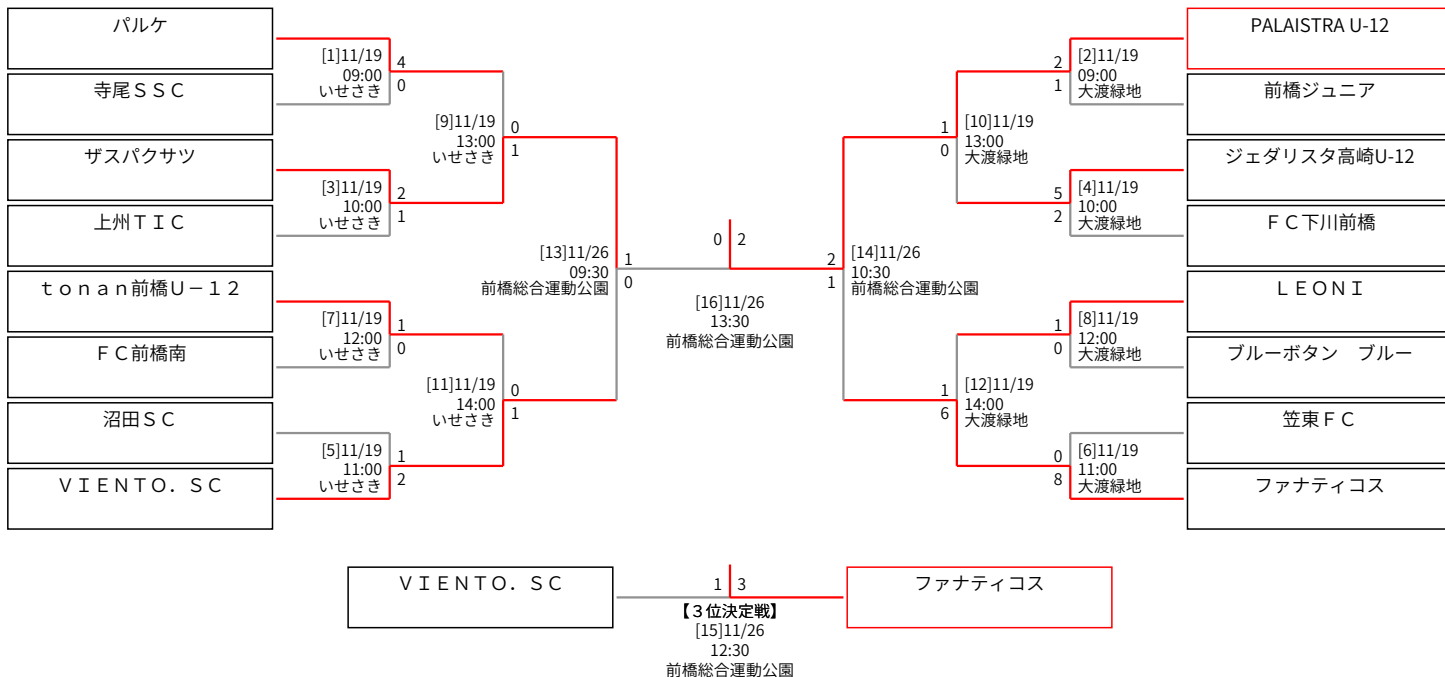 パルケ
[1]11/19
09:00
いせさき
4
0
寺尾ＳＳＣ
[9]11/19
13:00
いせさき
0
1
ザスパクサツ
[3]11/19
10:00
いせさき
2
1
上州ＴＩＣ
[13]11/26
09:30
前橋総合運動公園
1
0
ｔｏｎａｎ前橋Ｕ－１２
[7]11/19
12:00
いせさき
1
0
ＦＣ前橋南
[11]11/19
14:00
いせさき
0
1
沼田ＳＣ
[5]11/19
11:00
いせさき
1
2
ＶＩＥＮＴＯ．ＳＣ
0 2
[16]11/26
13:30
前橋総合運動公園
PALAISTRA U-12
2
1
[2]11/19
09:00
大渡緑地
前橋ジュニア
1
0
[10]11/19
13:00
大渡緑地
ジェダリスタ高崎U-12
5
2
[4]11/19
10:00
大渡緑地
ＦＣ下川前橋
2
1
[14]11/26
10:30
前橋総合運動公園
ＬＥＯＮＩ
1
0
[8]11/19
12:00
大渡緑地
ブルーボタン　ブルー
1
6
[12]11/19
14:00
大渡緑地
笠東ＦＣ
0
8
[6]11/19
11:00
大渡緑地
ファナティコス
ＶＩＥＮＴＯ．ＳＣ
1 3
ファナティコス
【３位決定戦】
[15]11/26
12:30
前橋総合運動公園